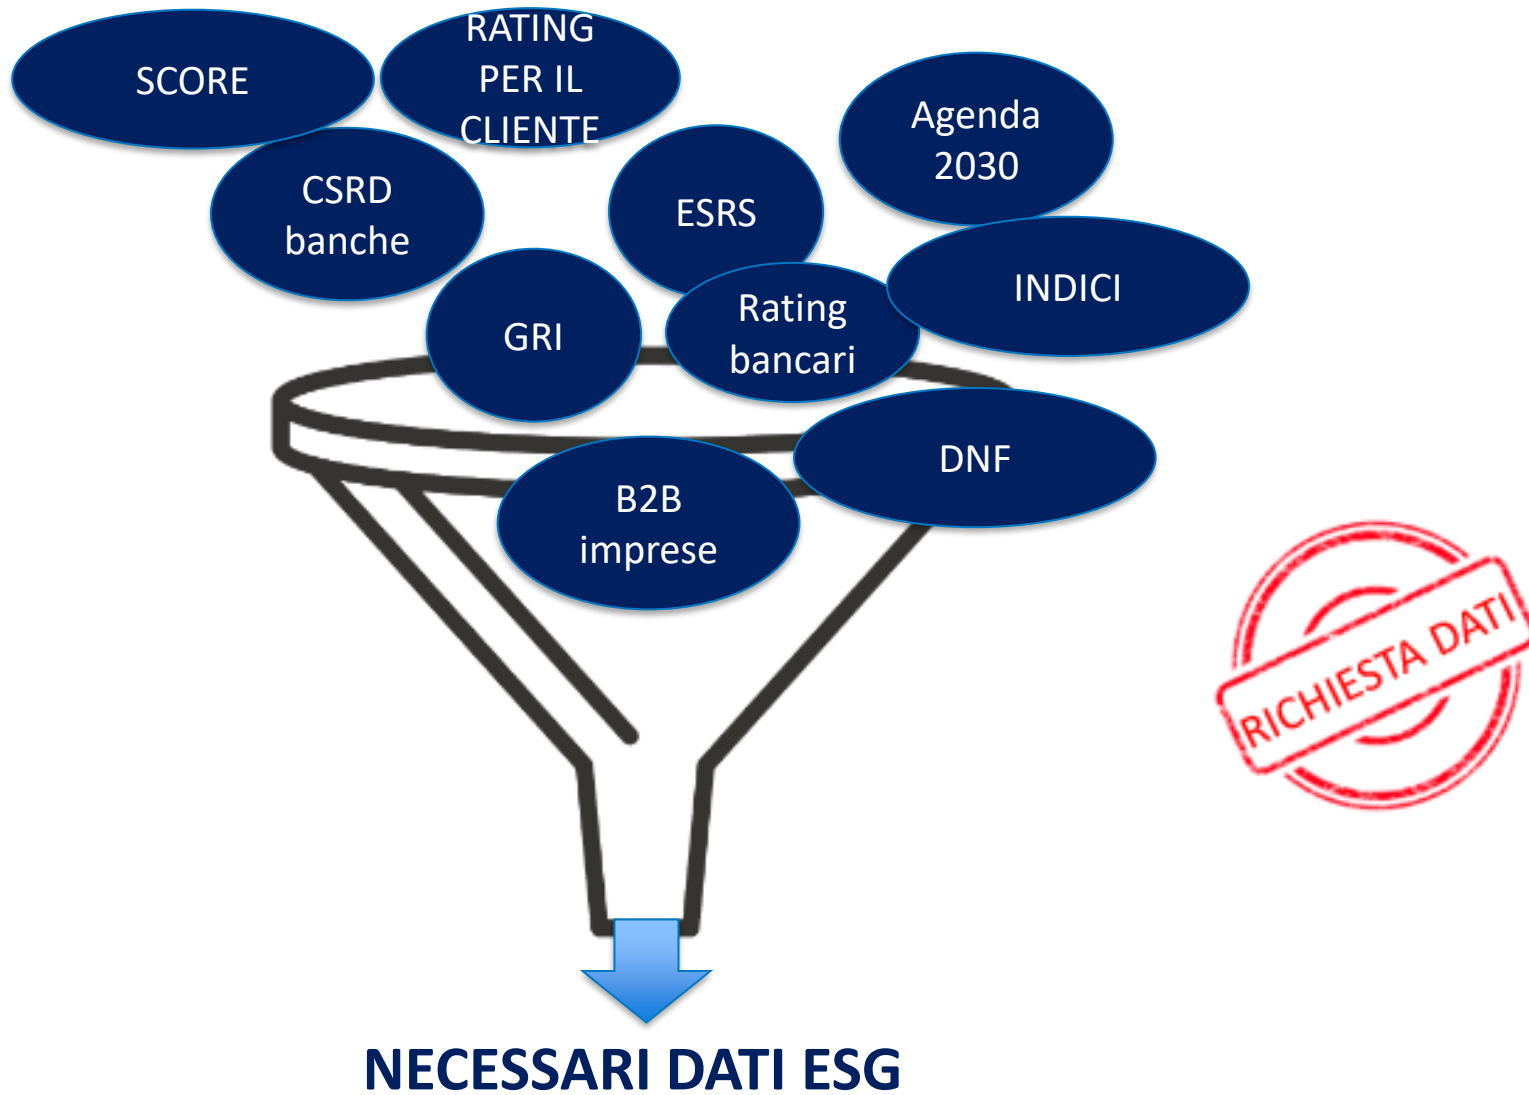 SCORE
RATING
PER IL
CLIENTE
Agenda
2030
CSRD
banche
ESRS
INDICI
GRI
Rating
bancari
DNF
B2B
imprese
RICHIESTA DATI
NECESSARI DATI ESG